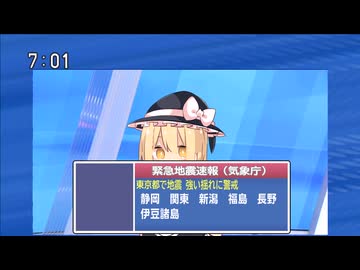 7:01
緊急地震速報（気象庁）
東京都で地震 強い揺れに警戒
静岡 関東 新潟 福島 長野
伊豆諸島